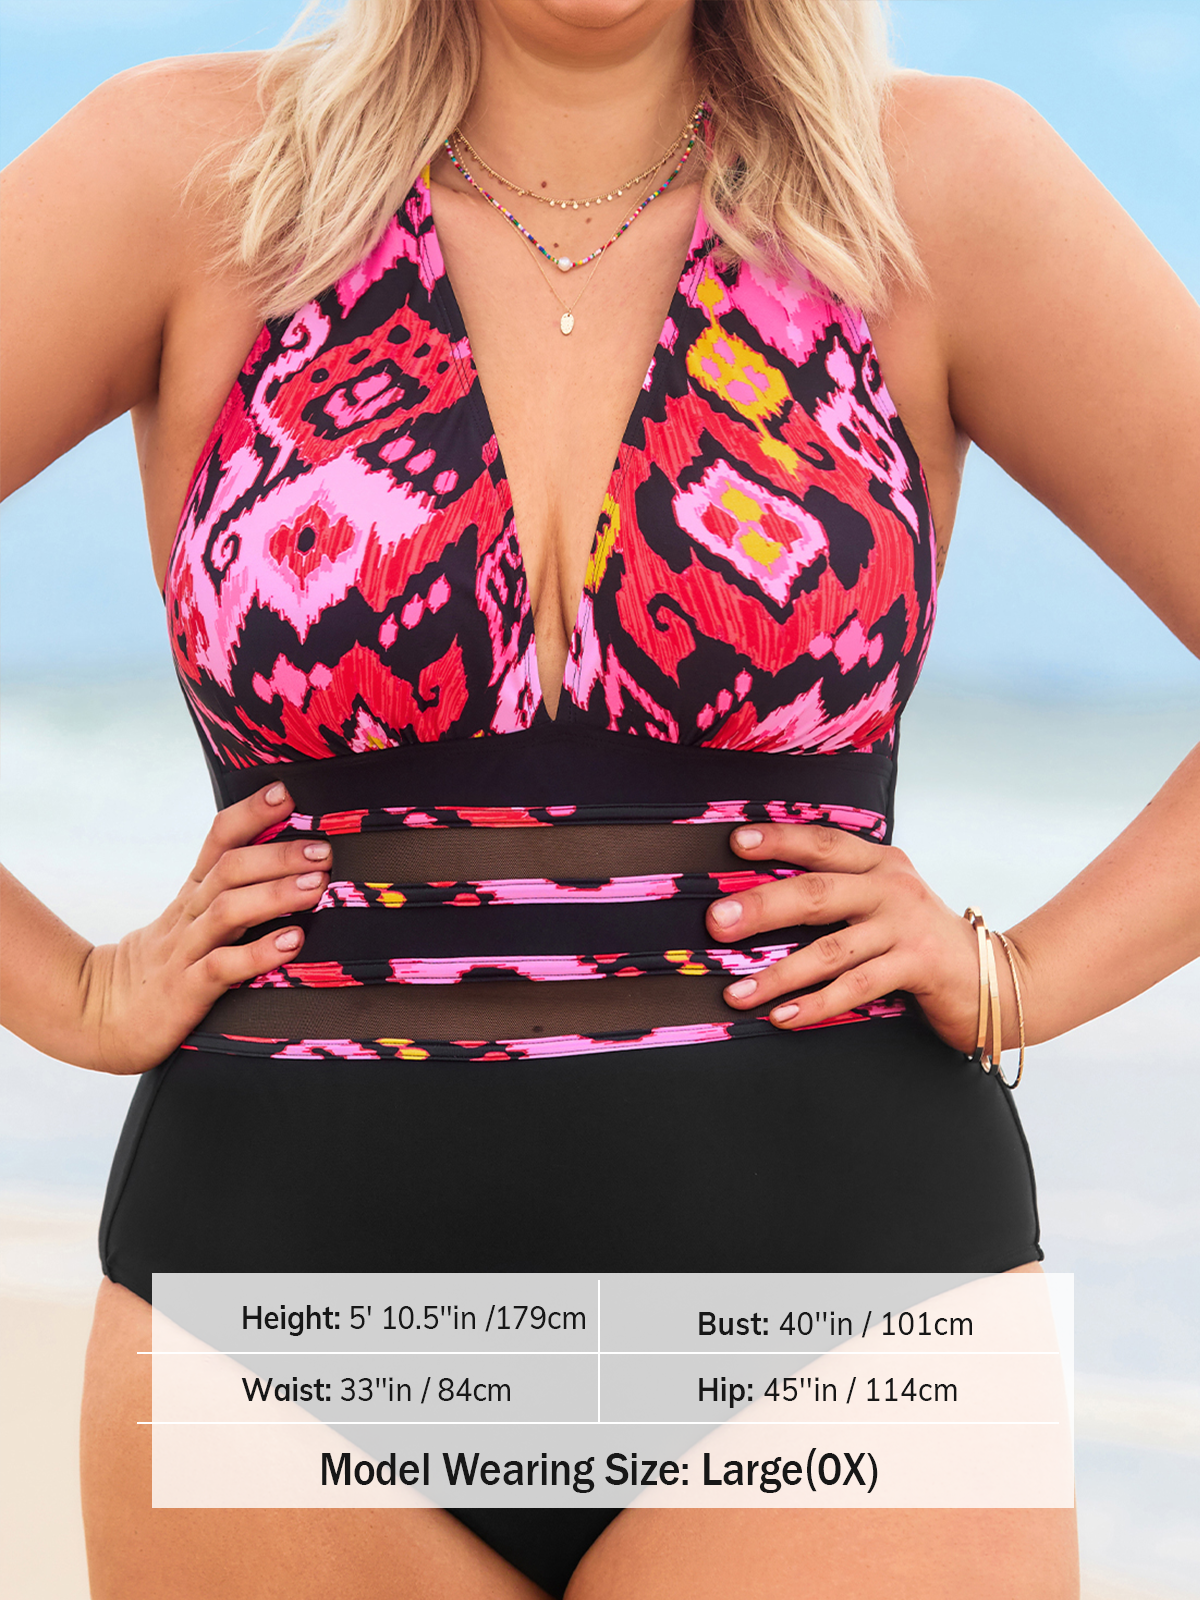 Height: 5' 10.5"in /179cm
Bust: 40"in / 101cm
Waist: 33"in / 84cm
Hip: 45"in / 114cm
Model Wearing Size: Large(0X)